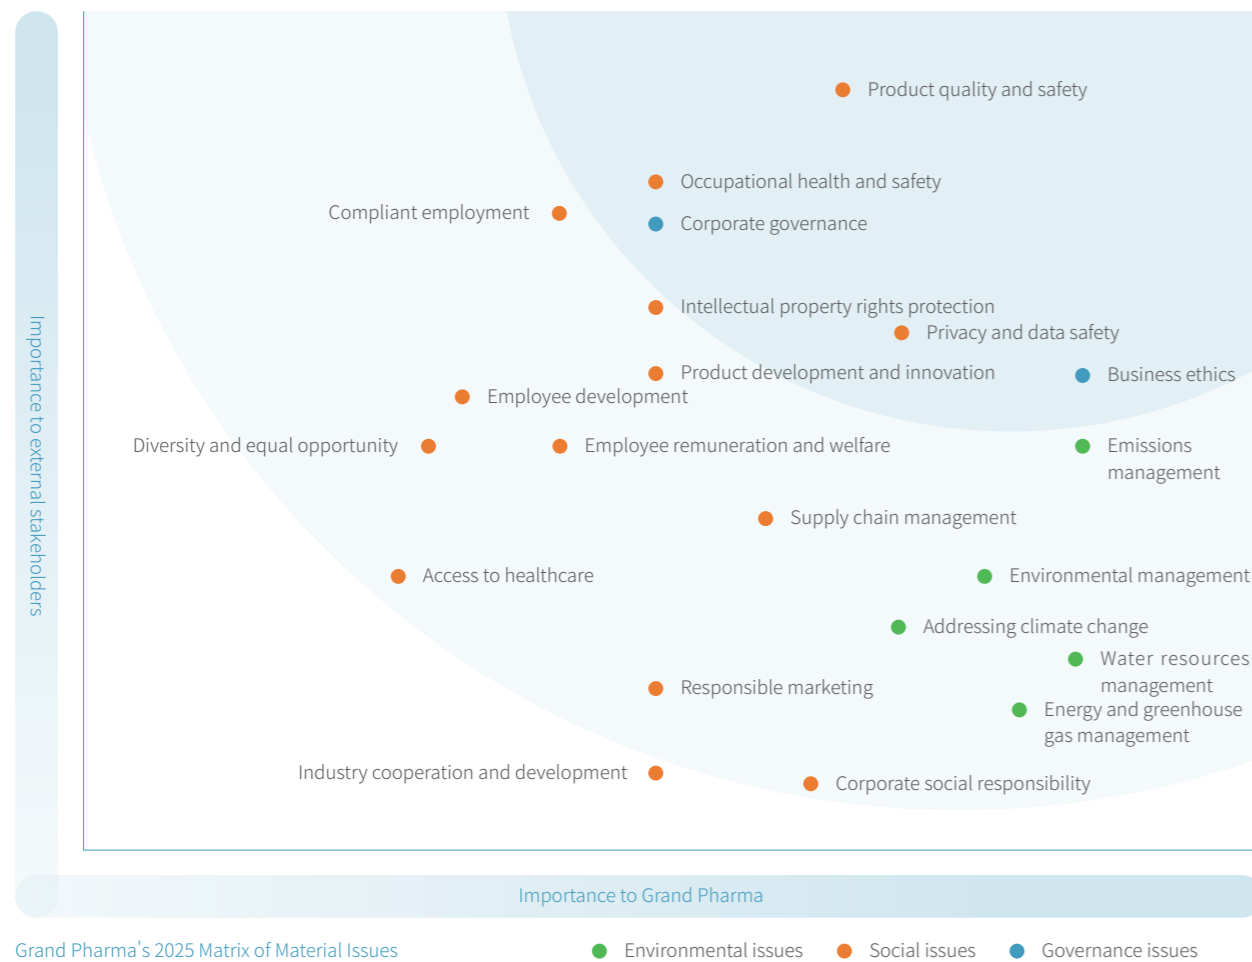 Product quality and safety
Occupational health and safety
Compliant employment
Corporate governance
Intellectual property rights protection
Privacy and data safety
Product development and innovation
Business ethics
Employee development
Diversity and equal opportunity
Employee remuneration and welfare
Emissions
management
Supply chain management
Access to healthcare
Environmental management
Addressing climate change
Water resources
management
Responsible marketing
Energy and greenhouse
gas management
Industry cooperation and development
Corporate social responsibility
Importance to external stakeholders
Importance to Grand Pharma
Grand Pharma's 2025 Matrix of Material Issues
Environmental issues
Social issues
Governance issues